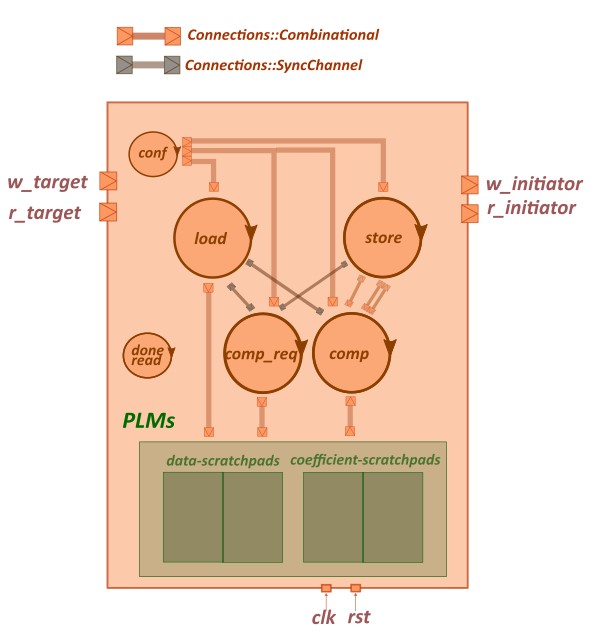 Connections::Combinational
Connections::SyncChannel
conf
w_target
r_target
w_initiator
r_initiator
load
store
done
read
comp_req
comp
PLMs
data-scratchpads
coefficient-scratchpads
clk
rst